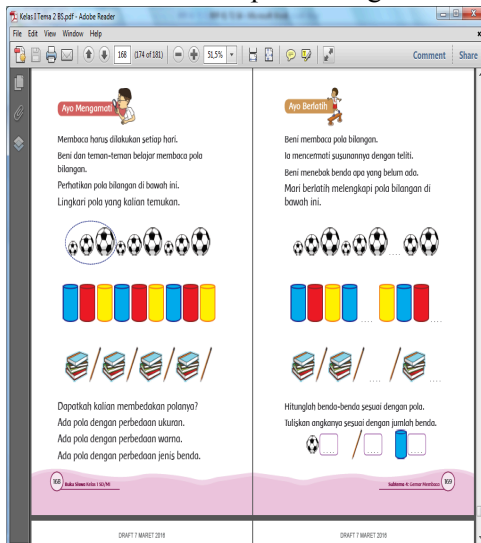 Kelas I Tema 2 BS.pdf - Adobe Reader
File Edit View Window Help
168 (174 of 181) 51,5% Comment Share
Ayo Mengamati
Membaca harus dilakukan setiap hari.
Beni dan teman-teman belajar membaca pola
bilangan.
Perhatikan pola bilangan di bawah ini.
Lingkari pola yang kalian temukan.
Dapatkah kalian membedakan polanya?
Ada pola dengan perbedaan ukuran.
Ada pola dengan perbedaan warna.
Ada pola dengan perbedaan jenis benda.
168 Buku Siswa Kelas I SD/MI
DRAFT 7 MARET 2016
Ayo Berlatih
Beni membaca pola bilangan.
Ia mencermati susunannya dengan teliti.
Beni menebak benda apa yang belum ada.
Mari berlatih melengkapi pola bilangan di
bawah ini.
....
.... ....
.... ....
Hitunglah benda-benda sesuai dengan pola.
Tuliskan angkanya sesuai dengan jumlah benda.
.... .... ....
Subtema 4: Gemar Membaca 169
DRAFT 7 MARET 2016